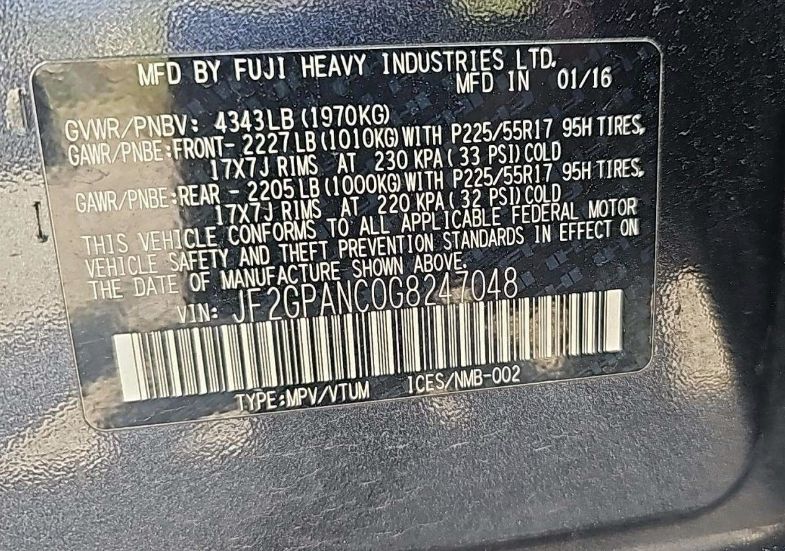 MFD BY FUJI HEAVY INDUSTRIES LTD.
MFD IN 01/16
GVWR/PNBV: 4343LB (1970KG)
GAWR/PNBE:FRONT- 2227LB (1010KG) WITH P225/55R17 95H TIRES,
17X7J RIMS AT 230 KPA( 33 PSI)COLD
GAWR/PNBE:REAR - 2205LB (1000KG) WITH P225/55R17 95H TIRES,
17X7J RIMS AT 220 KPA( 32 PSI)COLD
THIS VEHICLE CONFORMS TO ALL APPLICABLE FEDERAL MOTOR
VEHICLE SAFETY AND THEFT PREVENTION STANDARDS IN EFFECT ON
THE DATE OF MANUFACTURE SHOWN ABOVE.
VIN: JF2GPANC0G8247048
TYPE:MPV/VTUM ICES/NMB-002